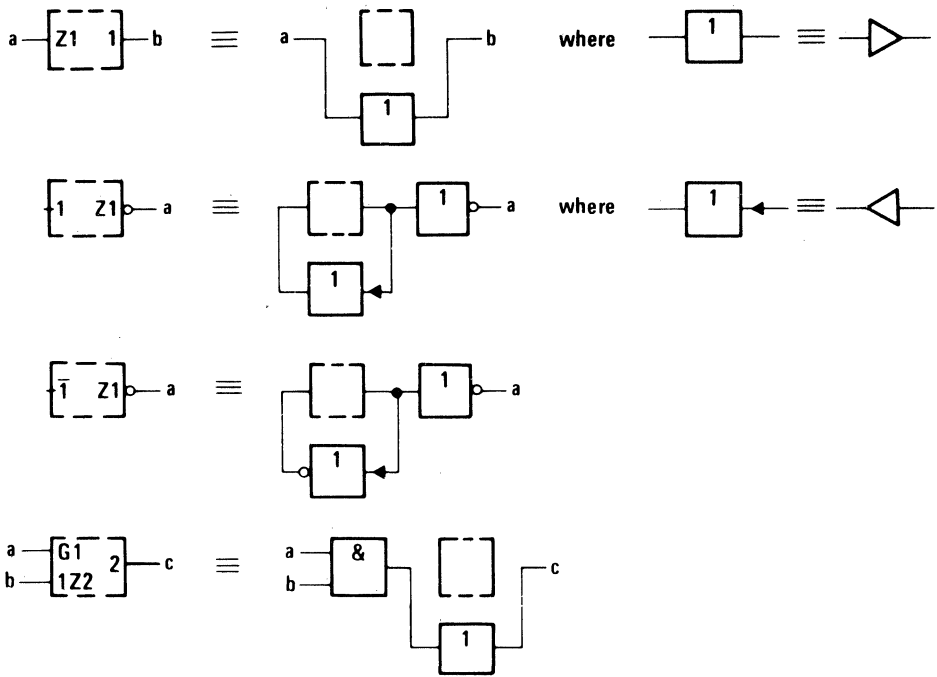 a Z1 1 b ≡ a b where 1 ≡
1
1 Z1 a ≡ 1 a where 1 ≡
1
1̅ Z1 a ≡ 1 a
1
a G1 2 c ≡ a & c
b 1Z2 b
1